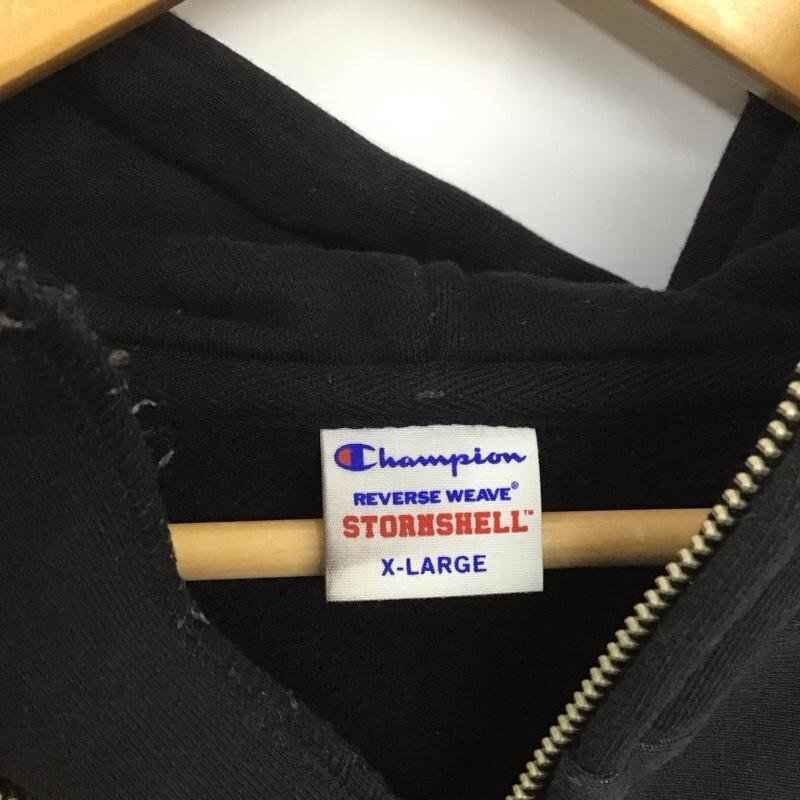 Champion
REVERSE WEAVE®
STORMSHELL™
X-LARGE